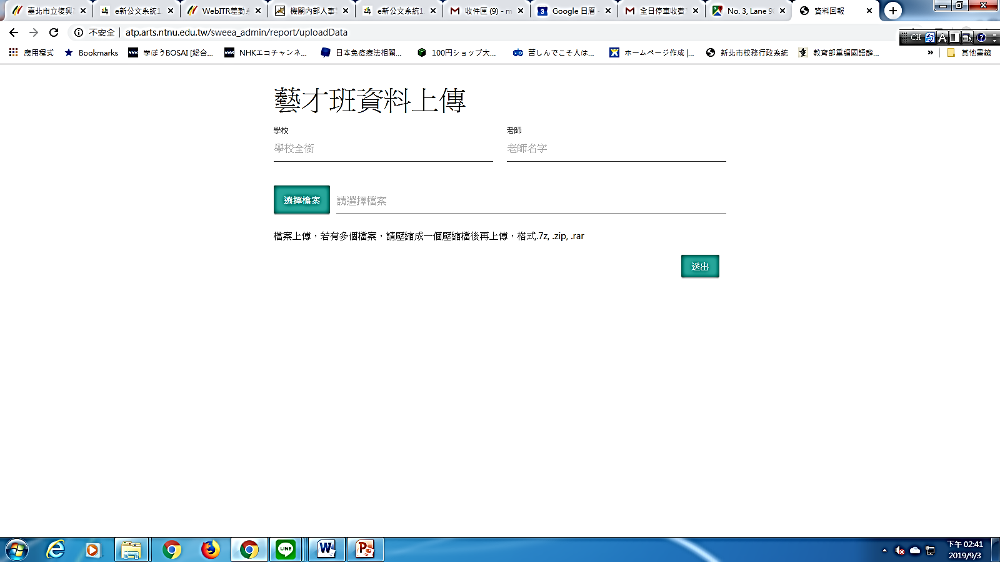 臺北市立復興
e新公文系統1
WebITR差勤系
機關內部人事
e新公文系統1
收件匣 (9) - m
Google 日曆 -
全日停車收費
No. 3, Lane 9
資料回報
不安全 | atp.arts.ntnu.edu.tw/sweea_admin/report/uploadData
CH
應用程式
Bookmarks
学ぼうBOSAI [総合...
NHKエコチャンネ...
日本免疫療法相關...
100円ショップ大...
苦しんでこそ人は...
ホームページ作成 |...
新北市校務行政系統
教育部重編國語辭...
»
其他書籤
藝才班資料上傳
學校
老師
學校全銜
老師名字
選擇檔案
請選擇檔案
檔案上傳，若有多個檔案，請壓縮成一個壓縮檔後再上傳，格式.7z, .zip, .rar
送出
LINE
下午 02:41
2019/9/3